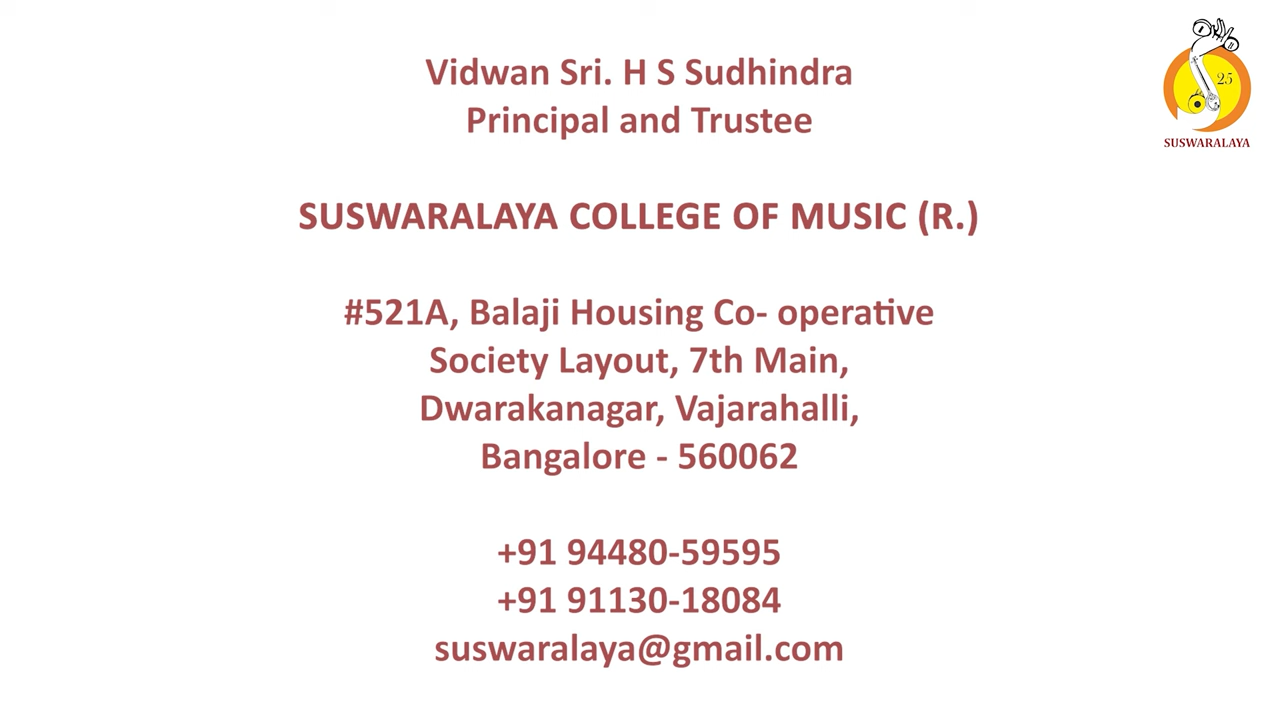 Vidwan Sri. H S Sudhindra
Principal and Trustee
SUSWARALAYA COLLEGE OF MUSIC (R.)
#521A, Balaji Housing Co- operative
Society Layout, 7th Main,
Dwarakanagar, Vajarahalli,
Bangalore - 560062
+91 94480-59595
+91 91130-18084
suswaralaya@gmail.com
25
SUSWARALAYA